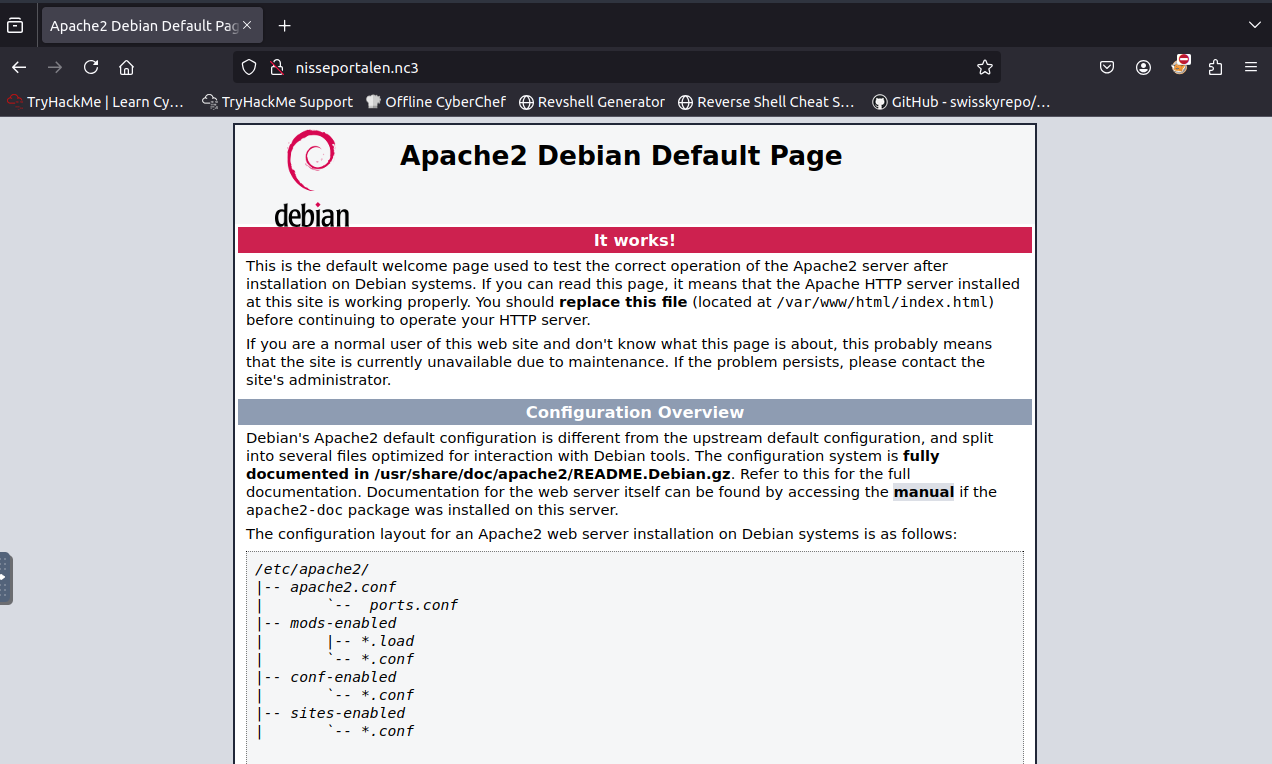 Apache2 Debian Default Pag
nisseportalen.nc3
TryHackMe | Learn Cy...
TryHackMe Support
Offline CyberChef
Revshell Generator
Reverse Shell Cheat S...
GitHub - swisskyrepo/...
debian
Apache2 Debian Default Page
It works!
This is the default welcome page used to test the correct operation of the Apache2 server after
installation on Debian systems. If you can read this page, it means that the Apache HTTP server installed
at this site is working properly. You should replace this file (located at /var/www/html/index.html)
before continuing to operate your HTTP server.
If you are a normal user of this web site and don't know what this page is about, this probably means
that the site is currently unavailable due to maintenance. If the problem persists, please contact the
site's administrator.
Configuration Overview
Debian's Apache2 default configuration is different from the upstream default configuration, and split
into several files optimized for interaction with Debian tools. The configuration system is fully
documented in /usr/share/doc/apache2/README.Debian.gz. Refer to this for the full
documentation. Documentation for the web server itself can be found by accessing the manual if the
apache2-doc package was installed on this server.
The configuration layout for an Apache2 web server installation on Debian systems is as follows:
/etc/apache2/
|-- apache2.conf
|       `--  ports.conf
|-- mods-enabled
|       |-- *.load
|       `-- *.conf
|-- conf-enabled
|       `-- *.conf
|-- sites-enabled
|       `-- *.conf